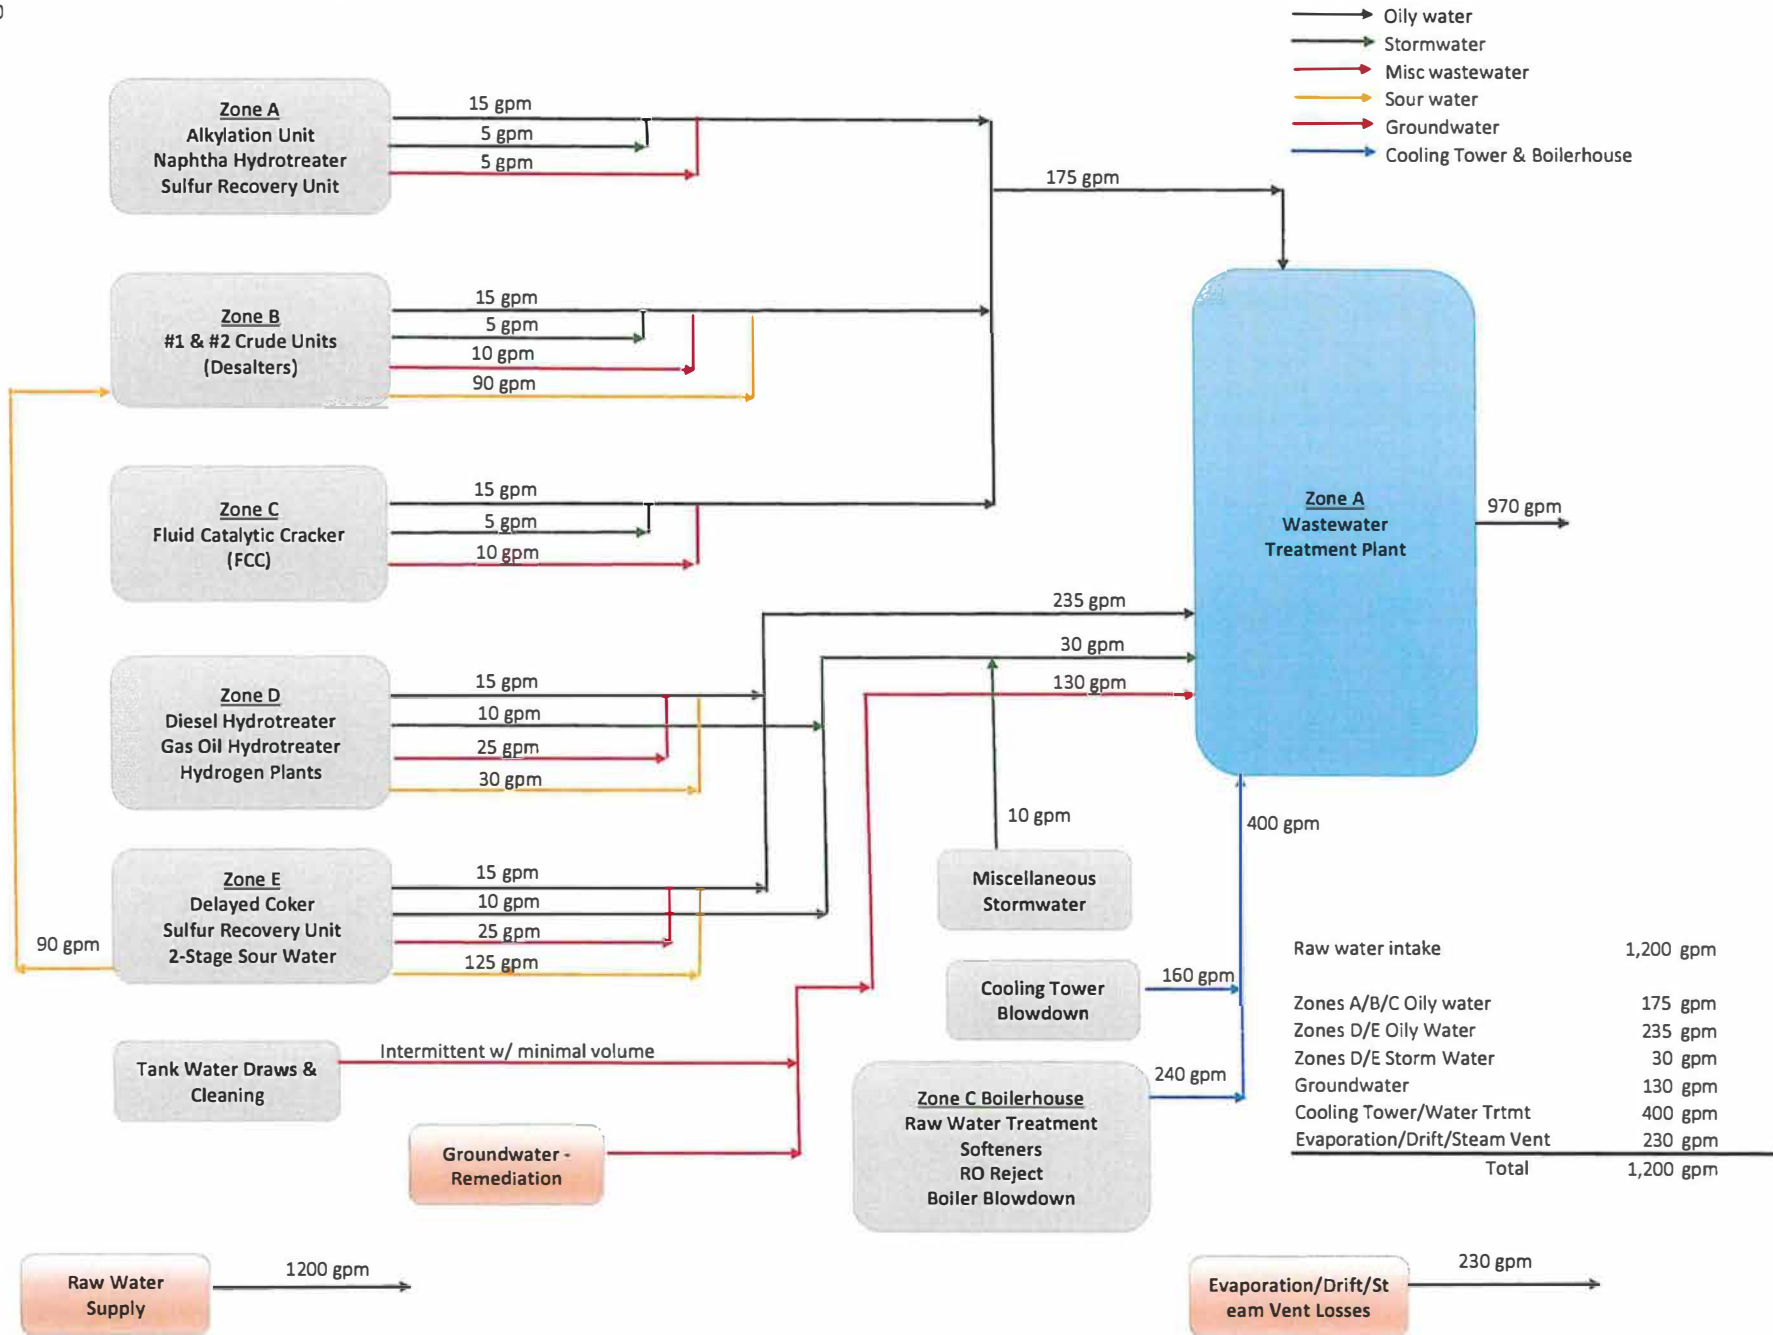 Oily water
Stormwater
Misc wastewater
Sour water
Groundwater
Cooling Tower & Boilerhouse
Zone A
Alkylation Unit
Naphtha Hydrotreater
Sulfur Recovery Unit
15 gpm
5 gpm
5 gpm
175 gpm
Zone B
#1 & #2 Crude Units
(Desalters)
15 gpm
5 gpm
10 gpm
90 gpm
Zone C
Fluid Catalytic Cracker
(FCC)
15 gpm
5 gpm
10 gpm
Zone A
Wastewater
Treatment Plant
970 gpm
235 gpm
30 gpm
130 gpm
Zone D
Diesel Hydrotreater
Gas Oil Hydrotreater
Hydrogen Plants
15 gpm
10 gpm
25 gpm
30 gpm
10 gpm
400 gpm
Zone E
Delayed Coker
Sulfur Recovery Unit
2-Stage Sour Water
90 gpm
15 gpm
10 gpm
25 gpm
125 gpm
Miscellaneous
Stormwater
Cooling Tower
Blowdown
160 gpm
Tank Water Draws &
Cleaning
Intermittent w/ minimal volume
Groundwater -
Remediation
Zone C Boilerhouse
Raw Water Treatment
Softeners
RO Reject
Boiler Blowdown
240 gpm
Raw water intake 1,200 gpm
Zones A/B/C Oily water 175 gpm
Zones D/E Oily Water 235 gpm
Zones D/E Storm Water 30 gpm
Groundwater 130 gpm
Cooling Tower/Water Trtmt 400 gpm
Evaporation/Drift/Steam Vent 230 gpm
Total 1,200 gpm
Raw Water
Supply
1200 gpm
Evaporation/Drift/St
eam Vent Losses
230 gpm